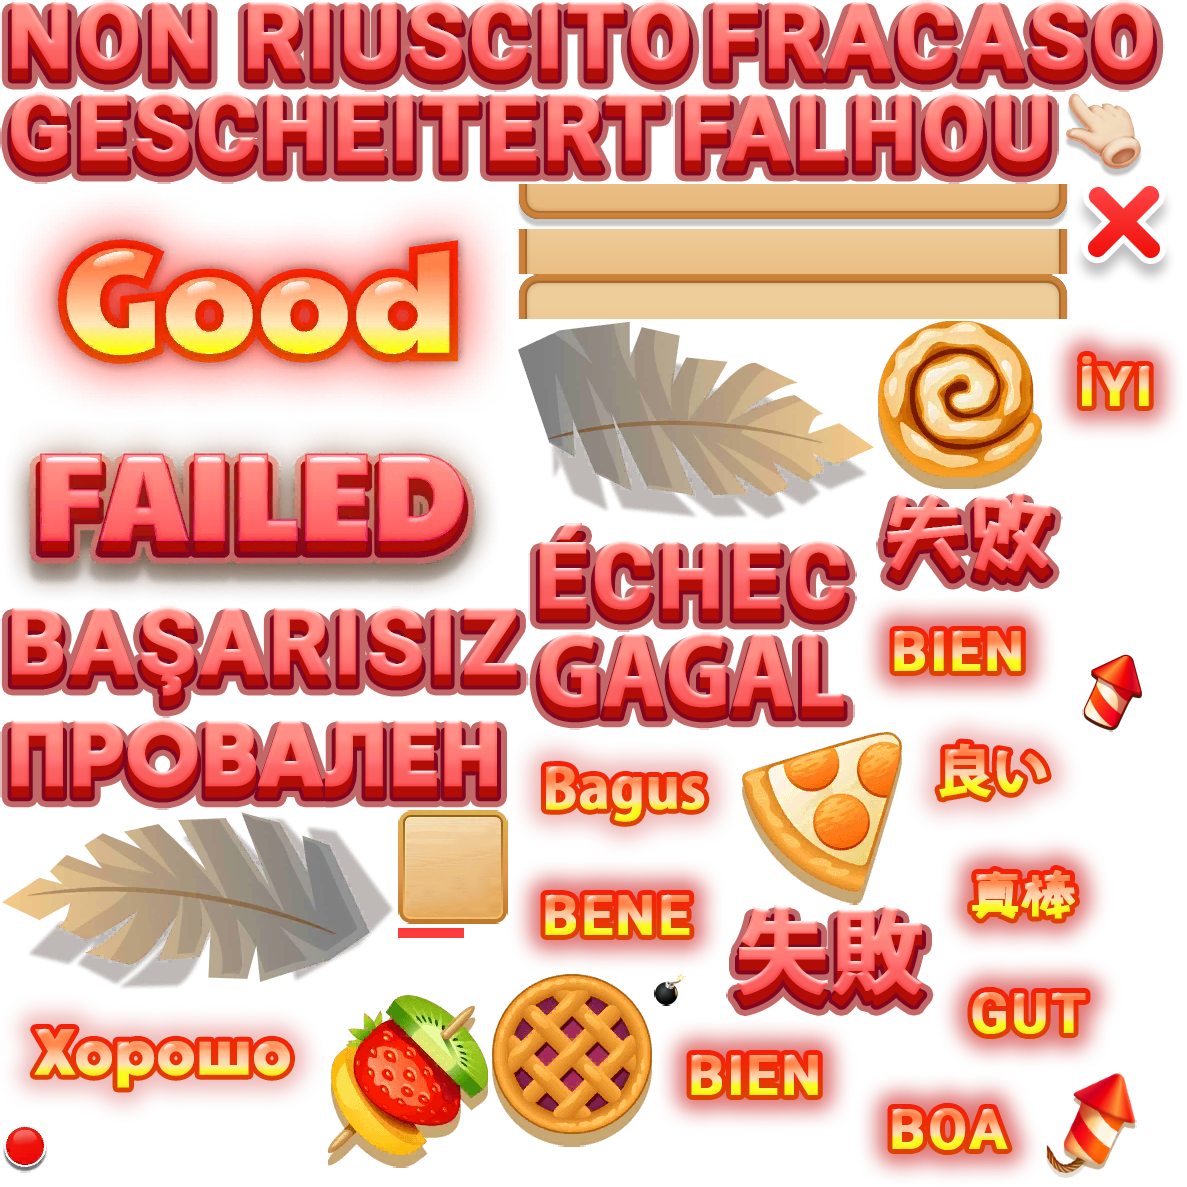 NON RIUSCITO
FRACASO
GESCHEITERT
FALHOU
Good
İYI
FAILED
失败
ÉCHEC
BAŞARISIZ
BIEN
GAGAL
ПРОВАЛЕН
良い
Bagus
真棒
BENE
失敗
GUT
Хорошо
BIEN
BOA